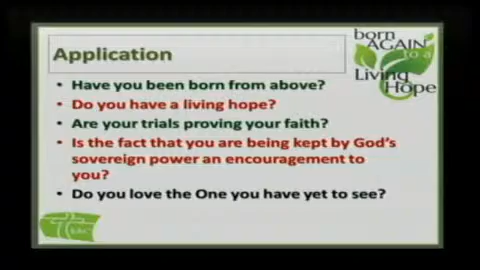 born
AGAIN
to a
Living
Hope
Application
• Have you been born from above?
• Do you have a living hope?
• Are your trials proving your faith?
• Is the fact that you are being kept by God's
sovereign power an encouragement to
you?
• Do you love the One you have yet to see?